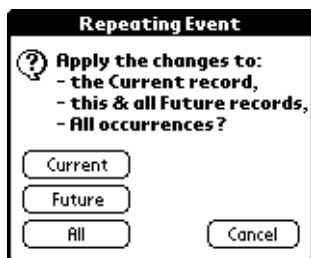 Repeating Event
Apply the changes to:
- the Current record,
- this & all Future records,
- All occurrences?
Current
Future
All
Cancel